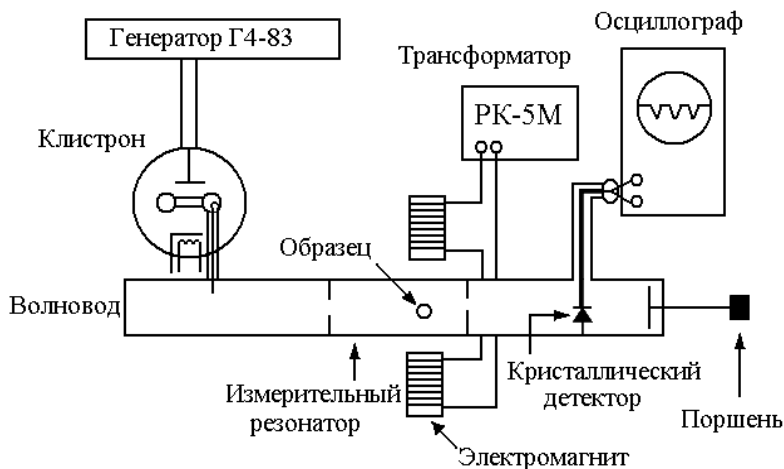 Генератор Г4-83
Осциллограф
Трансформатор
РК-5М
Клистрон
Образец
Волновод
Измерительный
резонатор
Кристаллический
детектор
Поршень
Электромагнит